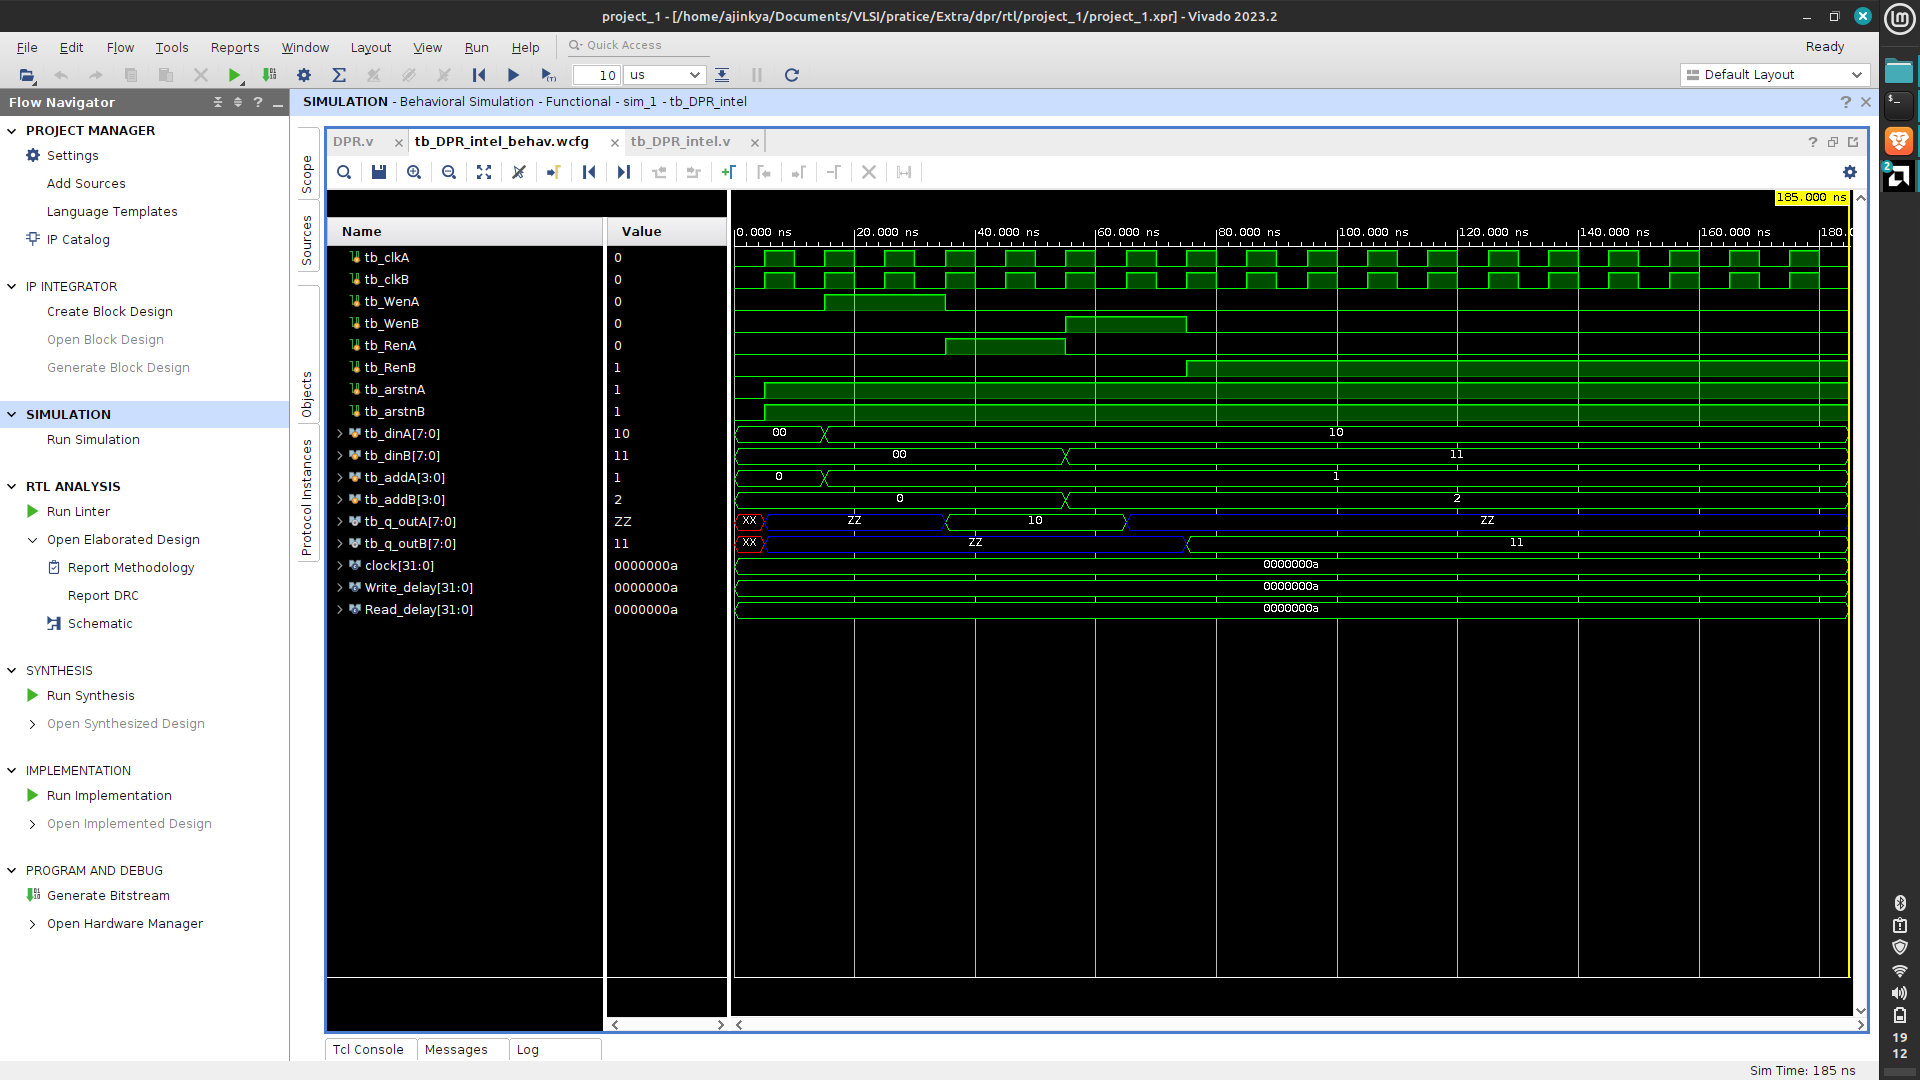 project_1 - [/home/ajinkya/Documents/VLSI/pratice/Extra/dpr/rtl/project_1/project_1.xpr] - Vivado 2023.2
File Edit Flow Tools Reports Window Layout View Run Help Quick Access Ready
10 us Default Layout
Flow Navigator
SIMULATION - Behavioral Simulation - Functional - sim_1 - tb_DPR_intel
PROJECT MANAGER
Settings
Add Sources
Language Templates
IP Catalog
IP INTEGRATOR
Create Block Design
Open Block Design
Generate Block Design
SIMULATION
Run Simulation
RTL ANALYSIS
Run Linter
Open Elaborated Design
Report Methodology
Report DRC
Schematic
SYNTHESIS
Run Synthesis
Open Synthesized Design
IMPLEMENTATION
Run Implementation
Open Implemented Design
PROGRAM AND DEBUG
Generate Bitstream
Open Hardware Manager
Scope
Sources
Objects
Protocol Instances
DPR.v tb_DPR_intel_behav.wcfg tb_DPR_intel.v
185.000 ns
Name Value
0.000 ns 20.000 ns 40.000 ns 60.000 ns 80.000 ns 100.000 ns 120.000 ns 140.000 ns 160.000 ns 180.0
tb_clkA 0
tb_clkB 0
tb_WenA 0
tb_WenB 0
tb_RenA 0
tb_RenB 1
tb_arstnA 1
tb_arstnB 1
tb_dinA[7:0] 10 00 10
tb_dinB[7:0] 11 00 11
tb_addA[3:0] 1 0 1
tb_addB[3:0] 2 0 2
tb_q_outA[7:0] ZZ XX ZZ 10 ZZ
tb_q_outB[7:0] 11 XX ZZ 11
clock[31:0] 0000000a 0000000a
Write_delay[31:0] 0000000a 0000000a
Read_delay[31:0] 0000000a 0000000a
Tcl Console Messages Log
Sim Time: 185 ns
2
19
12